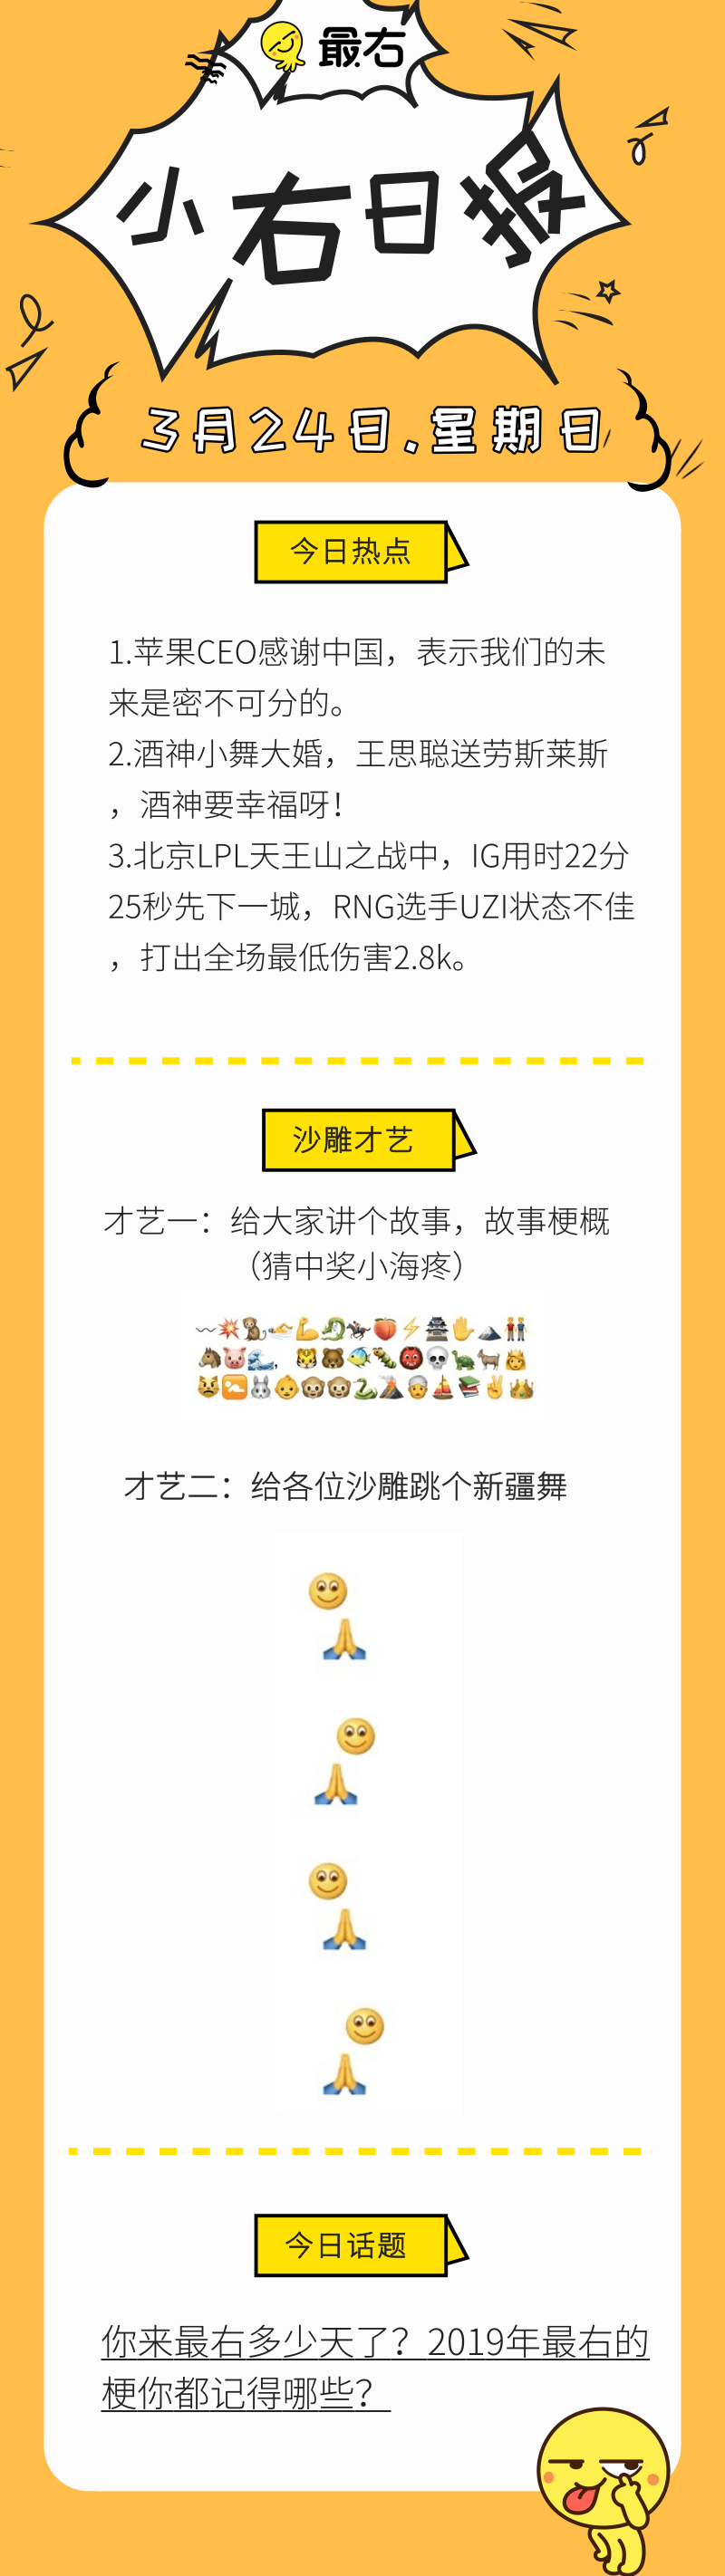 最右
小右日报
3月24日.星期日
今日热点
1.苹果CEO感谢中国，表示我们的未
来是密不可分的。
2.酒神小舞大婚，王思聪送劳斯莱斯
，酒神要幸福呀！
3.北京LPL天王山之战中，IG用时22分
25秒先下一城，RNG选手UZI状态不佳
，打出全场最低伤害2.8k。
沙雕才艺
才艺一：给大家讲个故事，故事梗概
（猜中奖小海疼）
才艺二：给各位沙雕跳个新疆舞
今日话题
你来最右多少天了？2019年最右的
梗你都记得哪些？